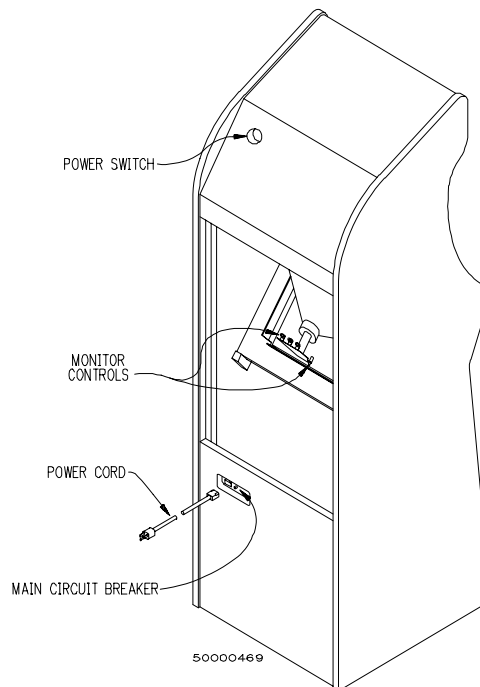 POWER SWITCH
MONITOR
CONTROLS
POWER CORD
MAIN CIRCUIT BREAKER
50000469